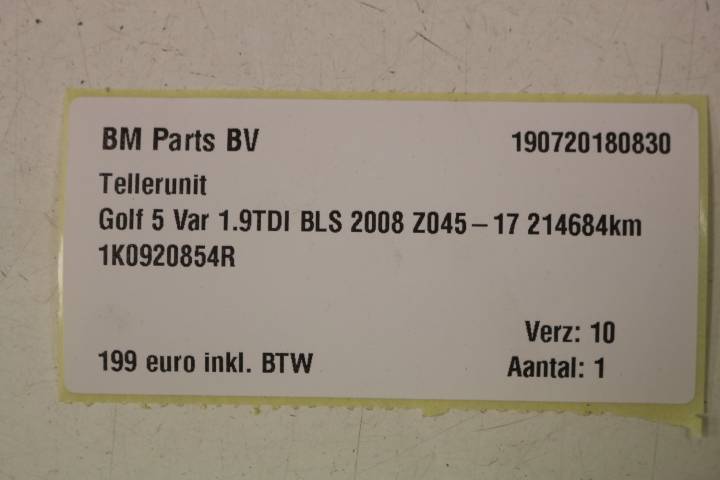 BM Parts BV 190720180830
Tellerunit
Golf 5 Var 1.9TDI BLS 2008 Z045-17 214684km
1K0920854R
Verz: 10
199 euro inkl. BTW Aantal: 1